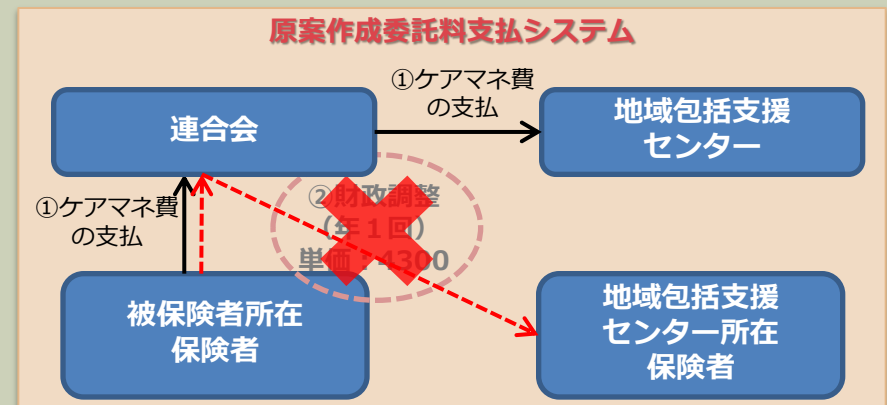 原案作成委託料支払システム
①ケアマネ費
の支払
連合会
地域包括支援
センター
②財政調整
（年１回）
単価：4300
①ケアマネ費
の支払
被保険者所在
保険者
地域包括支援
センター所在
保険者